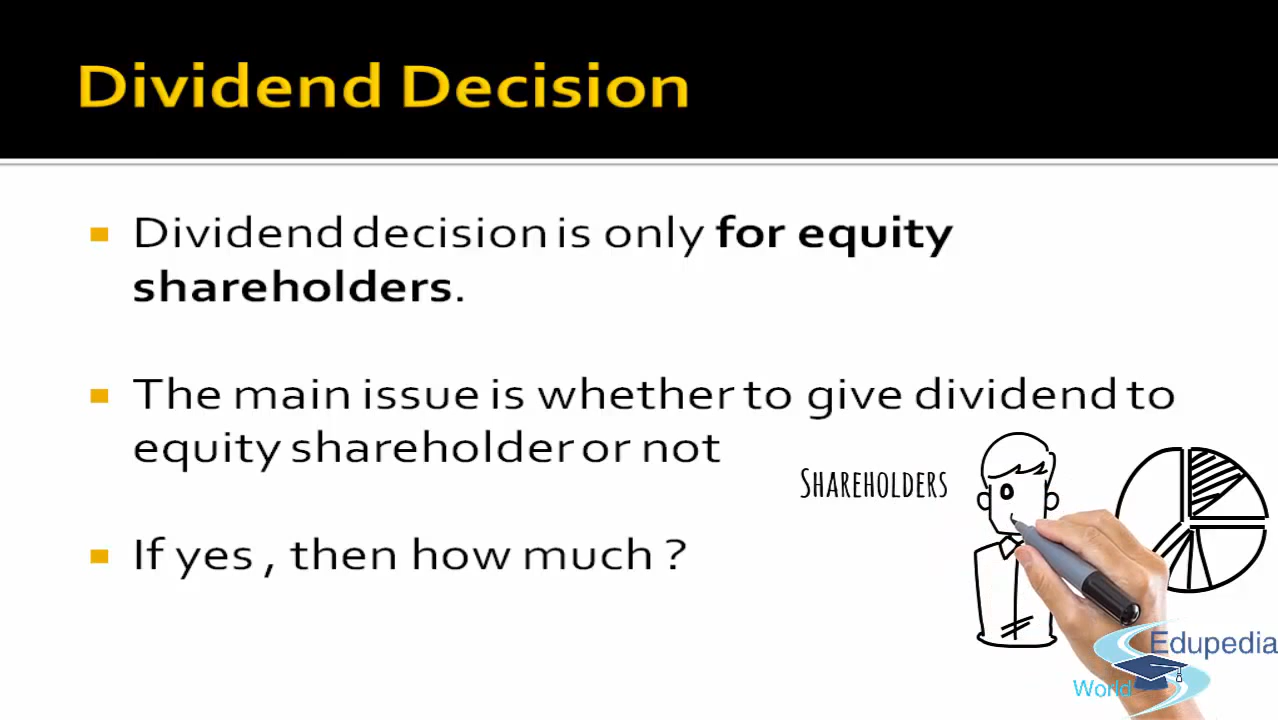 Dividend Decision
Dividend decision is only for equity
shareholders.
The main issue is whether to give dividend to
equity shareholder or not
Shareholders
If yes , then how much ?
Edupedia
World